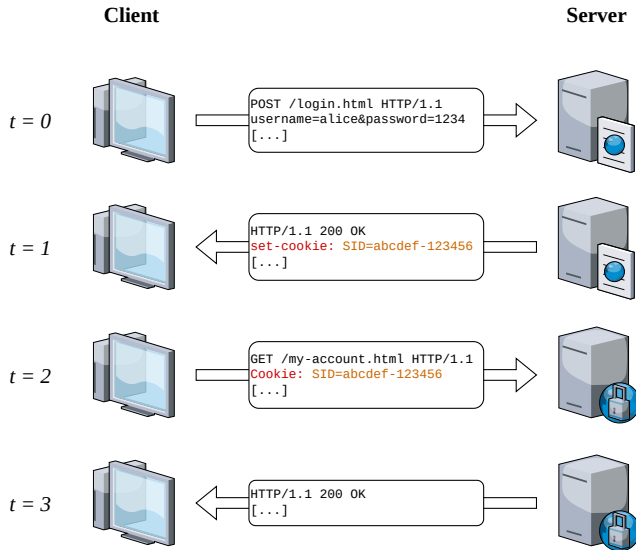 Client
Server
t = 0
POST /login.html HTTP/1.1
username=alice&password=1234
[...]
t = 1
HTTP/1.1 200 OK
set-cookie: SID=abcdef-123456
[...]
t = 2
GET /my-account.html HTTP/1.1
Cookie: SID=abcdef-123456
[...]
t = 3
HTTP/1.1 200 OK
[...]